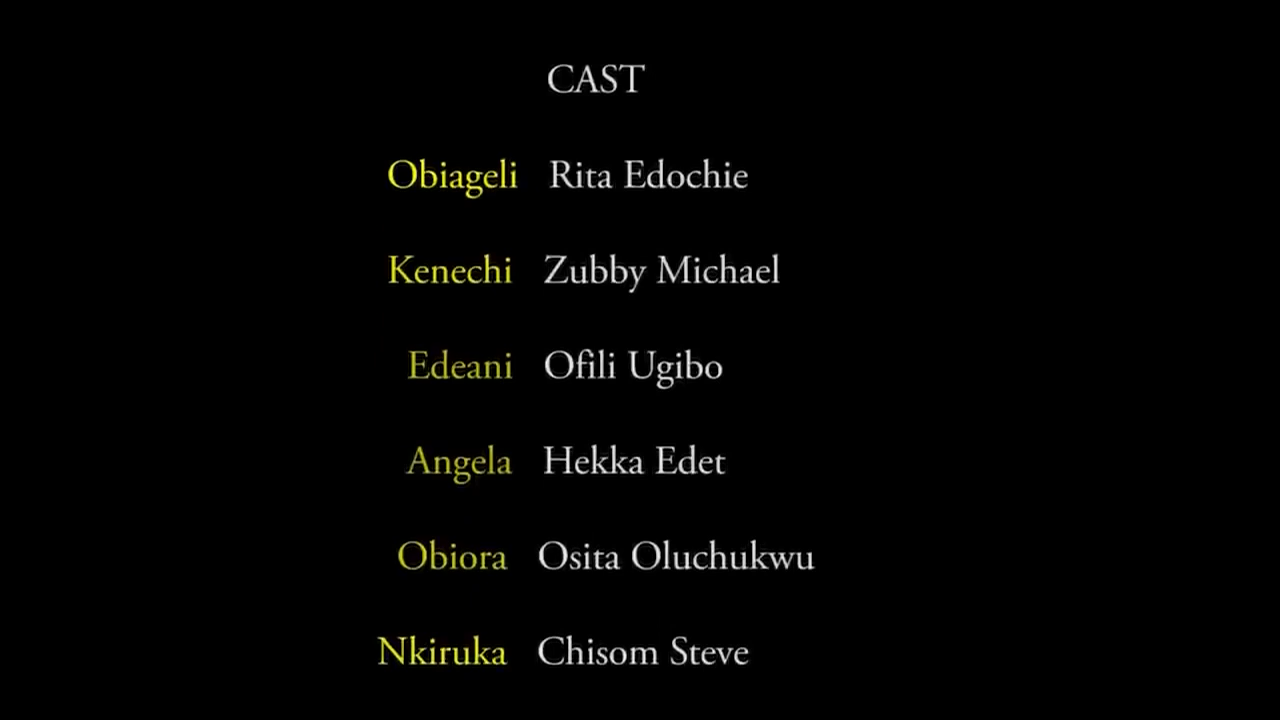 CAST
Obiageli Rita Edochie
Kenechi Zubby Michael
Edeani Ofili Ugibo
Angela Hekka Edet
Obiora Osita Oluchukwu
Nkiruka Chisom Steve